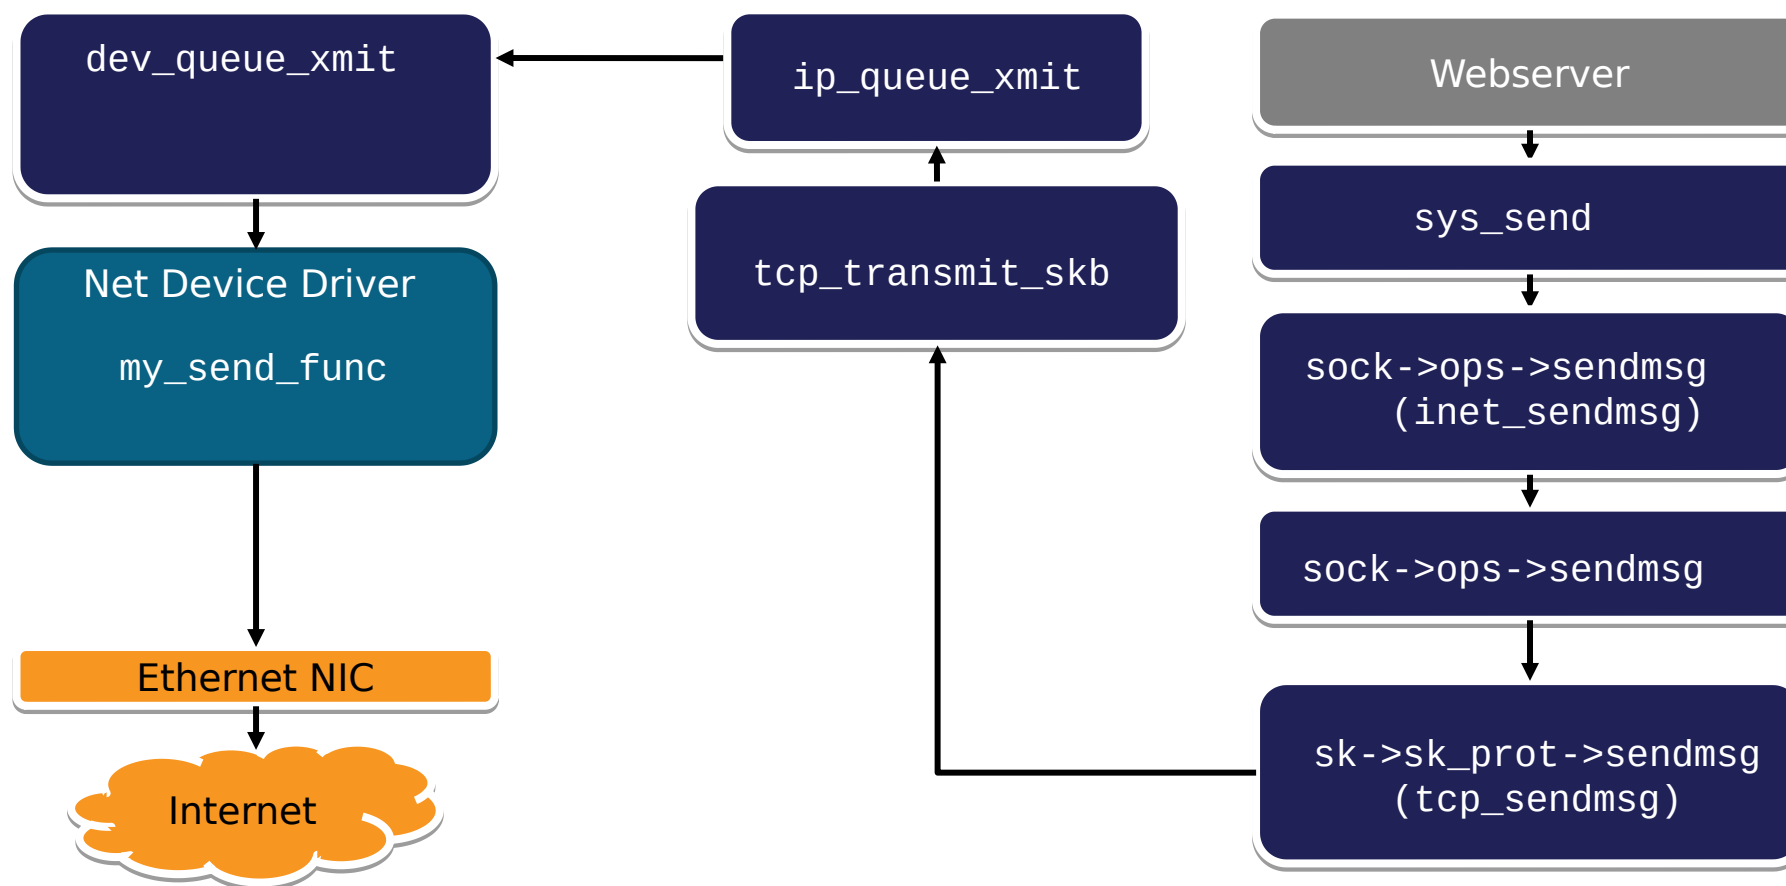 dev_queue_xmit
ip_queue_xmit
Webserver
sys_send
tcp_transmit_skb
Net Device Driver
my_send_func
sock->ops->sendmsg
(inet_sendmsg)
sock->ops->sendmsg
Ethernet NIC
sk->sk_prot->sendmsg
(tcp_sendmsg)
Internet